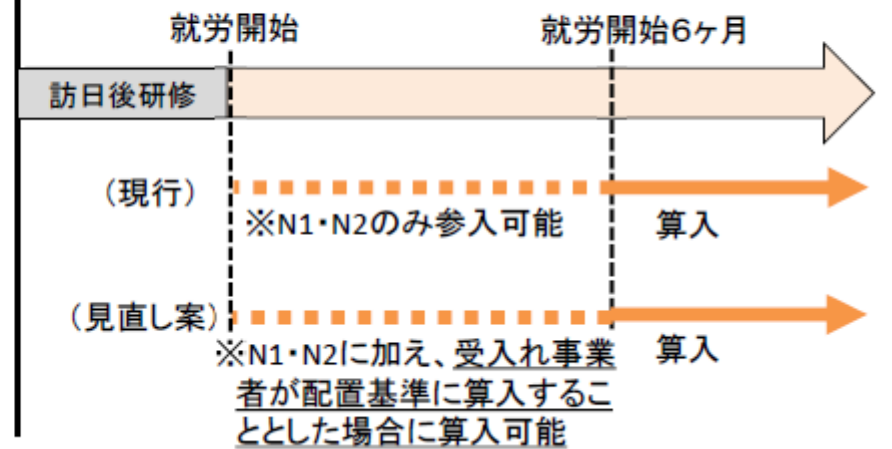 就労開始
就労開始6ヶ月
訪日後研修
（現行）
※N1・N2のみ参入可能
算入
（見直し案）
※N1・N2に加え、受入れ事業
者が配置基準に算入するこ
ととした場合に算入可能
算入